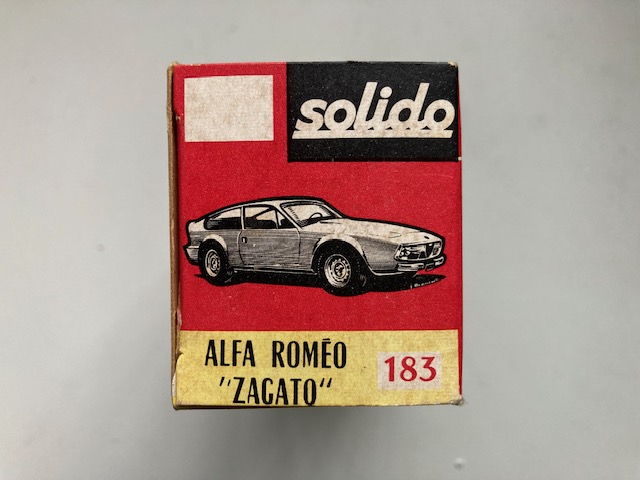 solido
ALFA ROMÉO
183
"ZAGATO"